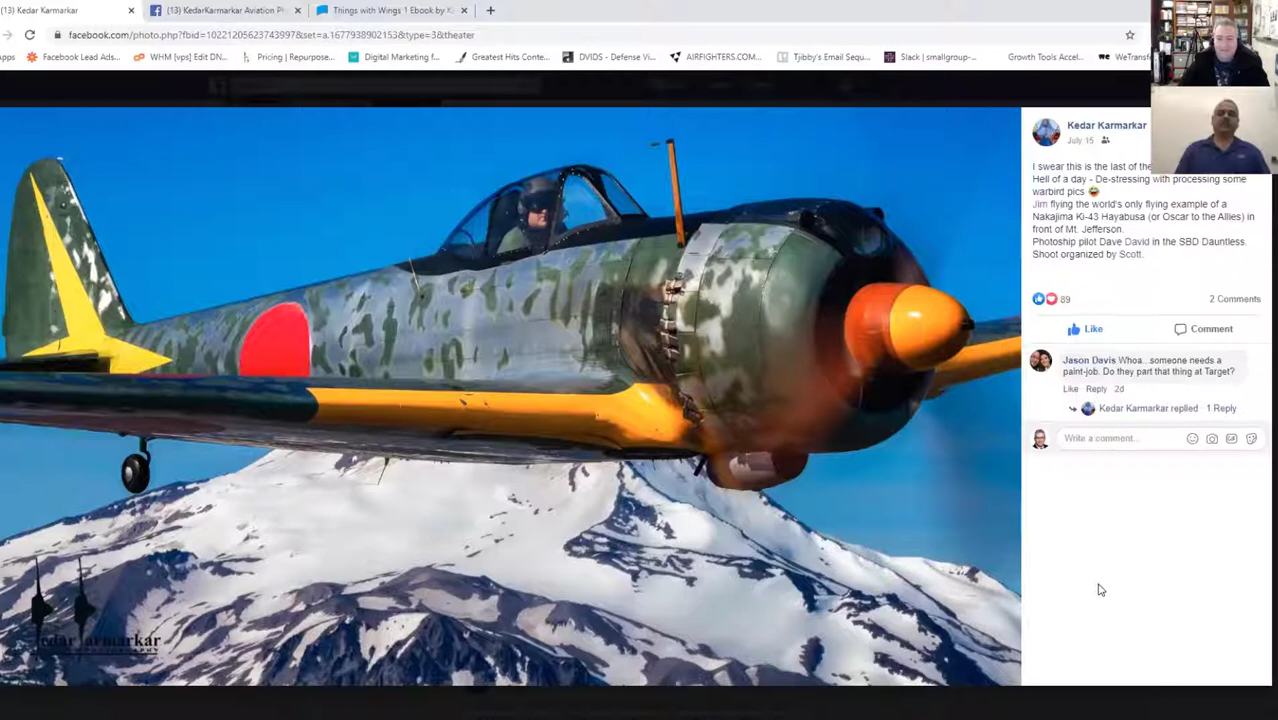 (13) Kedar Karmarkar
(13) KedarKarmarkar Aviation Ph
Things with Wings 1 Ebook by K
facebook.com/photo.php?fbid=10221205623743997&set=a.1677938902153&type=3&theater
Apps
Facebook Lead Ads...
WHM [vps] Edit DN...
Pricing | Repurpose...
Digital Marketing f...
Greatest Hits Conte...
DVIDS - Defense Vi...
AIRFIGHTERS.COM...
Tjibby's Email Sequ...
Slack | smallgroup-...
Growth Tools Accel...
WeTransf
Kedar Karmarkar
July 15
I swear this is the last of the
Hell of a day - De-stressing with processing some
warbird pics
Jim flying the world's only flying example of a
Nakajima Ki-43 Hayabusa (or Oscar to the Allies) in
front of Mt. Jefferson.
Photoship pilot Dave David in the SBD Dauntless.
Shoot organized by Scott.
89
2 Comments
Like
Comment
Jason Davis Whoa...someone needs a
paint-job. Do they part that thing at Target?
Like Reply 2d
Kedar Karmarkar replied 1 Reply
Write a comment...
edar armarkar